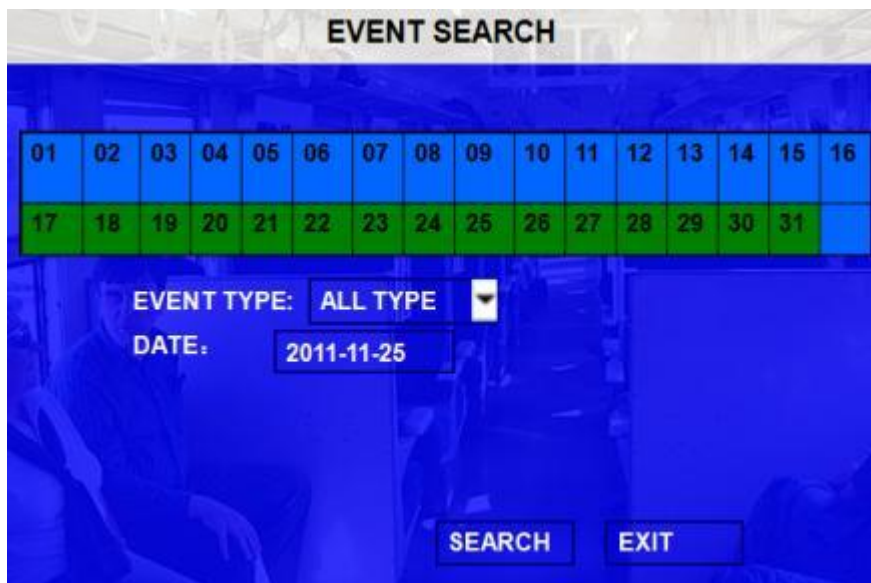 EVENT SEARCH
01 02 03 04 05 06 07 08 09 10 11 12 13 14 15 16
17 18 19 20 21 22 23 24 25 26 27 28 29 30 31
EVENT TYPE: ALL TYPE
DATE： 2011-11-25
SEARCH EXIT